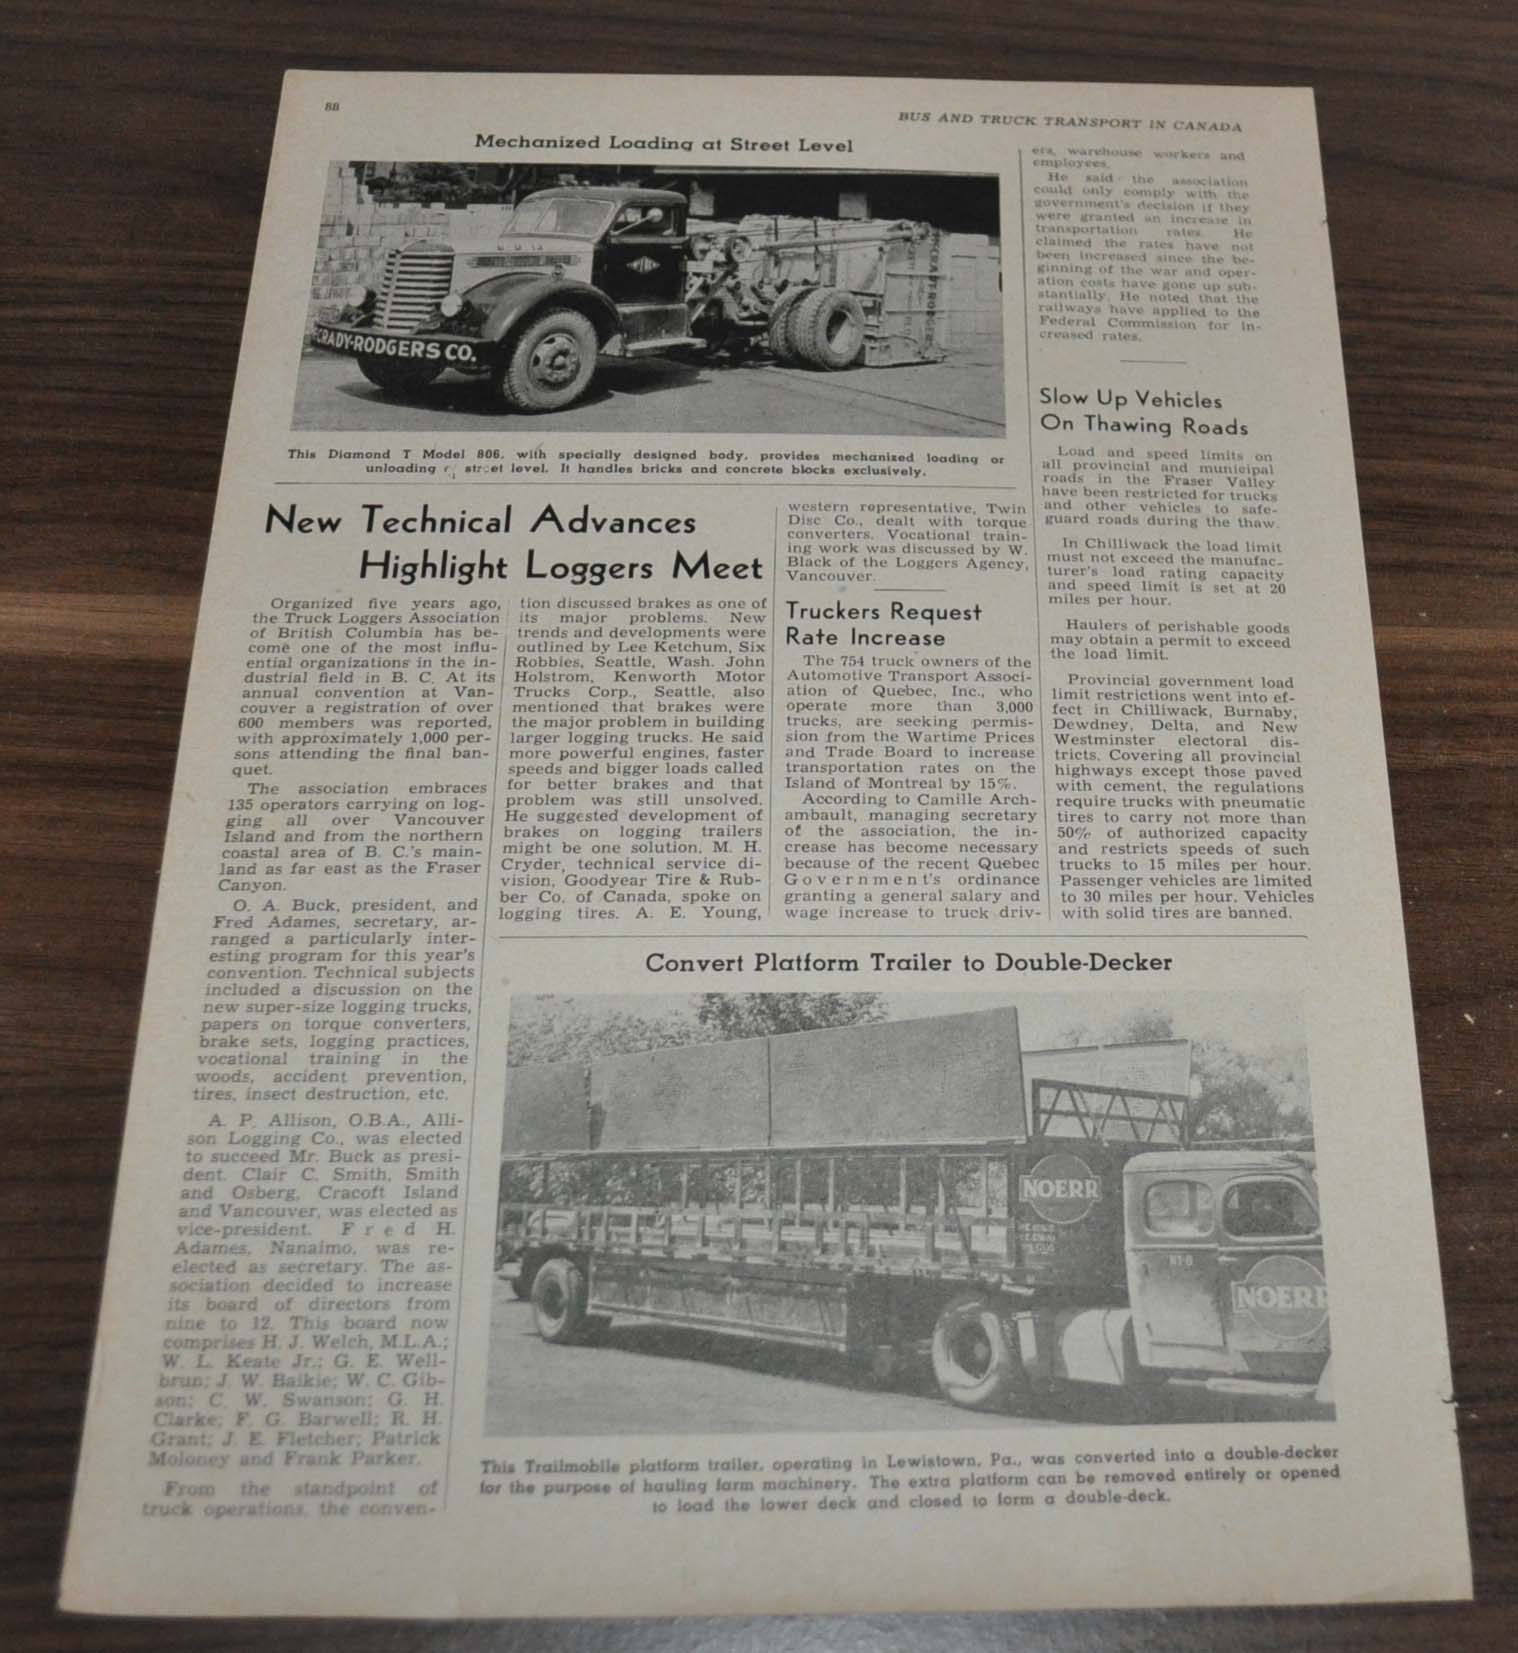 88
BUS AND TRUCK TRANSPORT IN CANADA
Mechanized Loading at Street Level
CRADY-RODGERS CO.
This Diamond T Model 806, with specially designed body, provides mechanized loading or
unloading street level. It handles bricks and concrete blocks exclusively.
New Technical Advances
Highlight Loggers Meet
Organized five years ago,
the Truck Loggers Association
of British Columbia has be-
come one of the most influ-
ential organizations in the in-
dustrial field in B. C. At its
annual convention at Van-
couver a registration of over
600 members was reported,
with approximately 1,000 per-
sons attending the final ban-
quet.
The association embraces
135 operators carrying on log-
ging all over Vancouver
Island and from the northern
coastal area of B. C.'s main-
land as far east as the Fraser
Canyon.
O. A. Buck, president, and
Fred Adames, secretary, ar-
ranged a particularly inter-
esting program for this year's
convention. Technical subjects
included a discussion on the
new super-size logging trucks,
papers on torque converters,
brake sets, logging practices,
vocational training in the
woods, accident prevention,
tires, insect destruction, etc.
A. P. Allison, O.B.A., Alli-
son Logging Co., was elected
to succeed Mr. Buck as presi-
dent. Clair C. Smith, Smith
and Osberg, Cracoft Island
and Vancouver, was elected as
vice-president. Fred H.
Adames, Nanaimo, was re-
elected as secretary. The as-
sociation decided to increase
its board of directors from
nine to 12. This board now
comprises H. J. Welch, M.L.A.;
W. L. Keate Jr.; G. E. Well-
brun; J. W. Baikie; W. C. Gib-
son; C. W. Swanson; G. H.
Clarke; F. G. Barwell; R. H.
Grant; J. E. Fletcher; Patrick
Moloney and Frank Parker.
From the standpoint of
truck operations, the conven-
tion discussed brakes as one of
its major problems. New
trends and developments were
outlined by Lee Ketchum, Six
Robbies, Seattle, Wash. John
Holstrom, Kenworth Motor
Trucks Corp., Seattle, also
mentioned that brakes were
the major problem in building
larger logging trucks. He said
more powerful engines, faster
speeds and bigger loads called
for better brakes and that
problem was still unsolved.
He suggested development of
brakes on logging trailers
might be one solution. M. H.
Cryder, technical service di-
vision, Goodyear Tire & Rub-
ber Co. of Canada, spoke on
logging tires. A. E. Young,
western representative, Twin
Disc Co., dealt with torque
converters. Vocational train-
ing work was discussed by W.
Black of the Loggers Agency,
Vancouver.
Truckers Request
Rate Increase
The 754 truck owners of the
Automotive Transport Associ-
ation of Quebec, Inc., who
operate more than 3,000
trucks, are seeking permis-
sion from the Wartime Prices
and Trade Board to increase
transportation rates on the
Island of Montreal by 15%.
According to Camille Arch-
ambault, managing secretary
of the association, the in-
crease has become necessary
because of the recent Quebec
Government's ordinance
granting a general salary and
wage increase to truck driv-
ers, warehouse workers and
employees.
He said the association
could only comply with the
government's decision if they
were granted an increase in
transportation rates. He
claimed the rates have not
been increased since the be-
ginning of the war and oper-
ation costs have gone up sub-
stantially. He noted that the
railways have applied to the
Federal Commission for in-
creased rates.
Slow Up Vehicles
On Thawing Roads
Load and speed limits on
all provincial and municipal
roads in the Fraser Valley
have been restricted for trucks
and other vehicles to safe-
guard roads during the thaw.
In Chilliwack the load limit
must not exceed the manufac-
turer's load rating capacity
and speed limit is set at 20
miles per hour.
Haulers of perishable goods
may obtain a permit to exceed
the load limit.
Provincial government load
limit restrictions went into ef-
fect in Chilliwack, Burnaby,
Dewdney, Delta, and New
Westminster electoral dis-
tricts. Covering all provincial
highways except those paved
with cement, the regulations
require trucks with pneumatic
tires to carry not more than
50% of authorized capacity
and restricts speeds of such
trucks to 15 miles per hour.
Passenger vehicles are limited
to 30 miles per hour. Vehicles
with solid tires are banned.
Convert Platform Trailer to Double-Decker
NOERR
NOERR
This Trailmobile platform trailer, operating in Lewistown, Pa., was converted into a double-decker
for the purpose of hauling farm machinery. The extra platform can be removed entirely or opened
to load the lower deck and closed to form a double-deck.